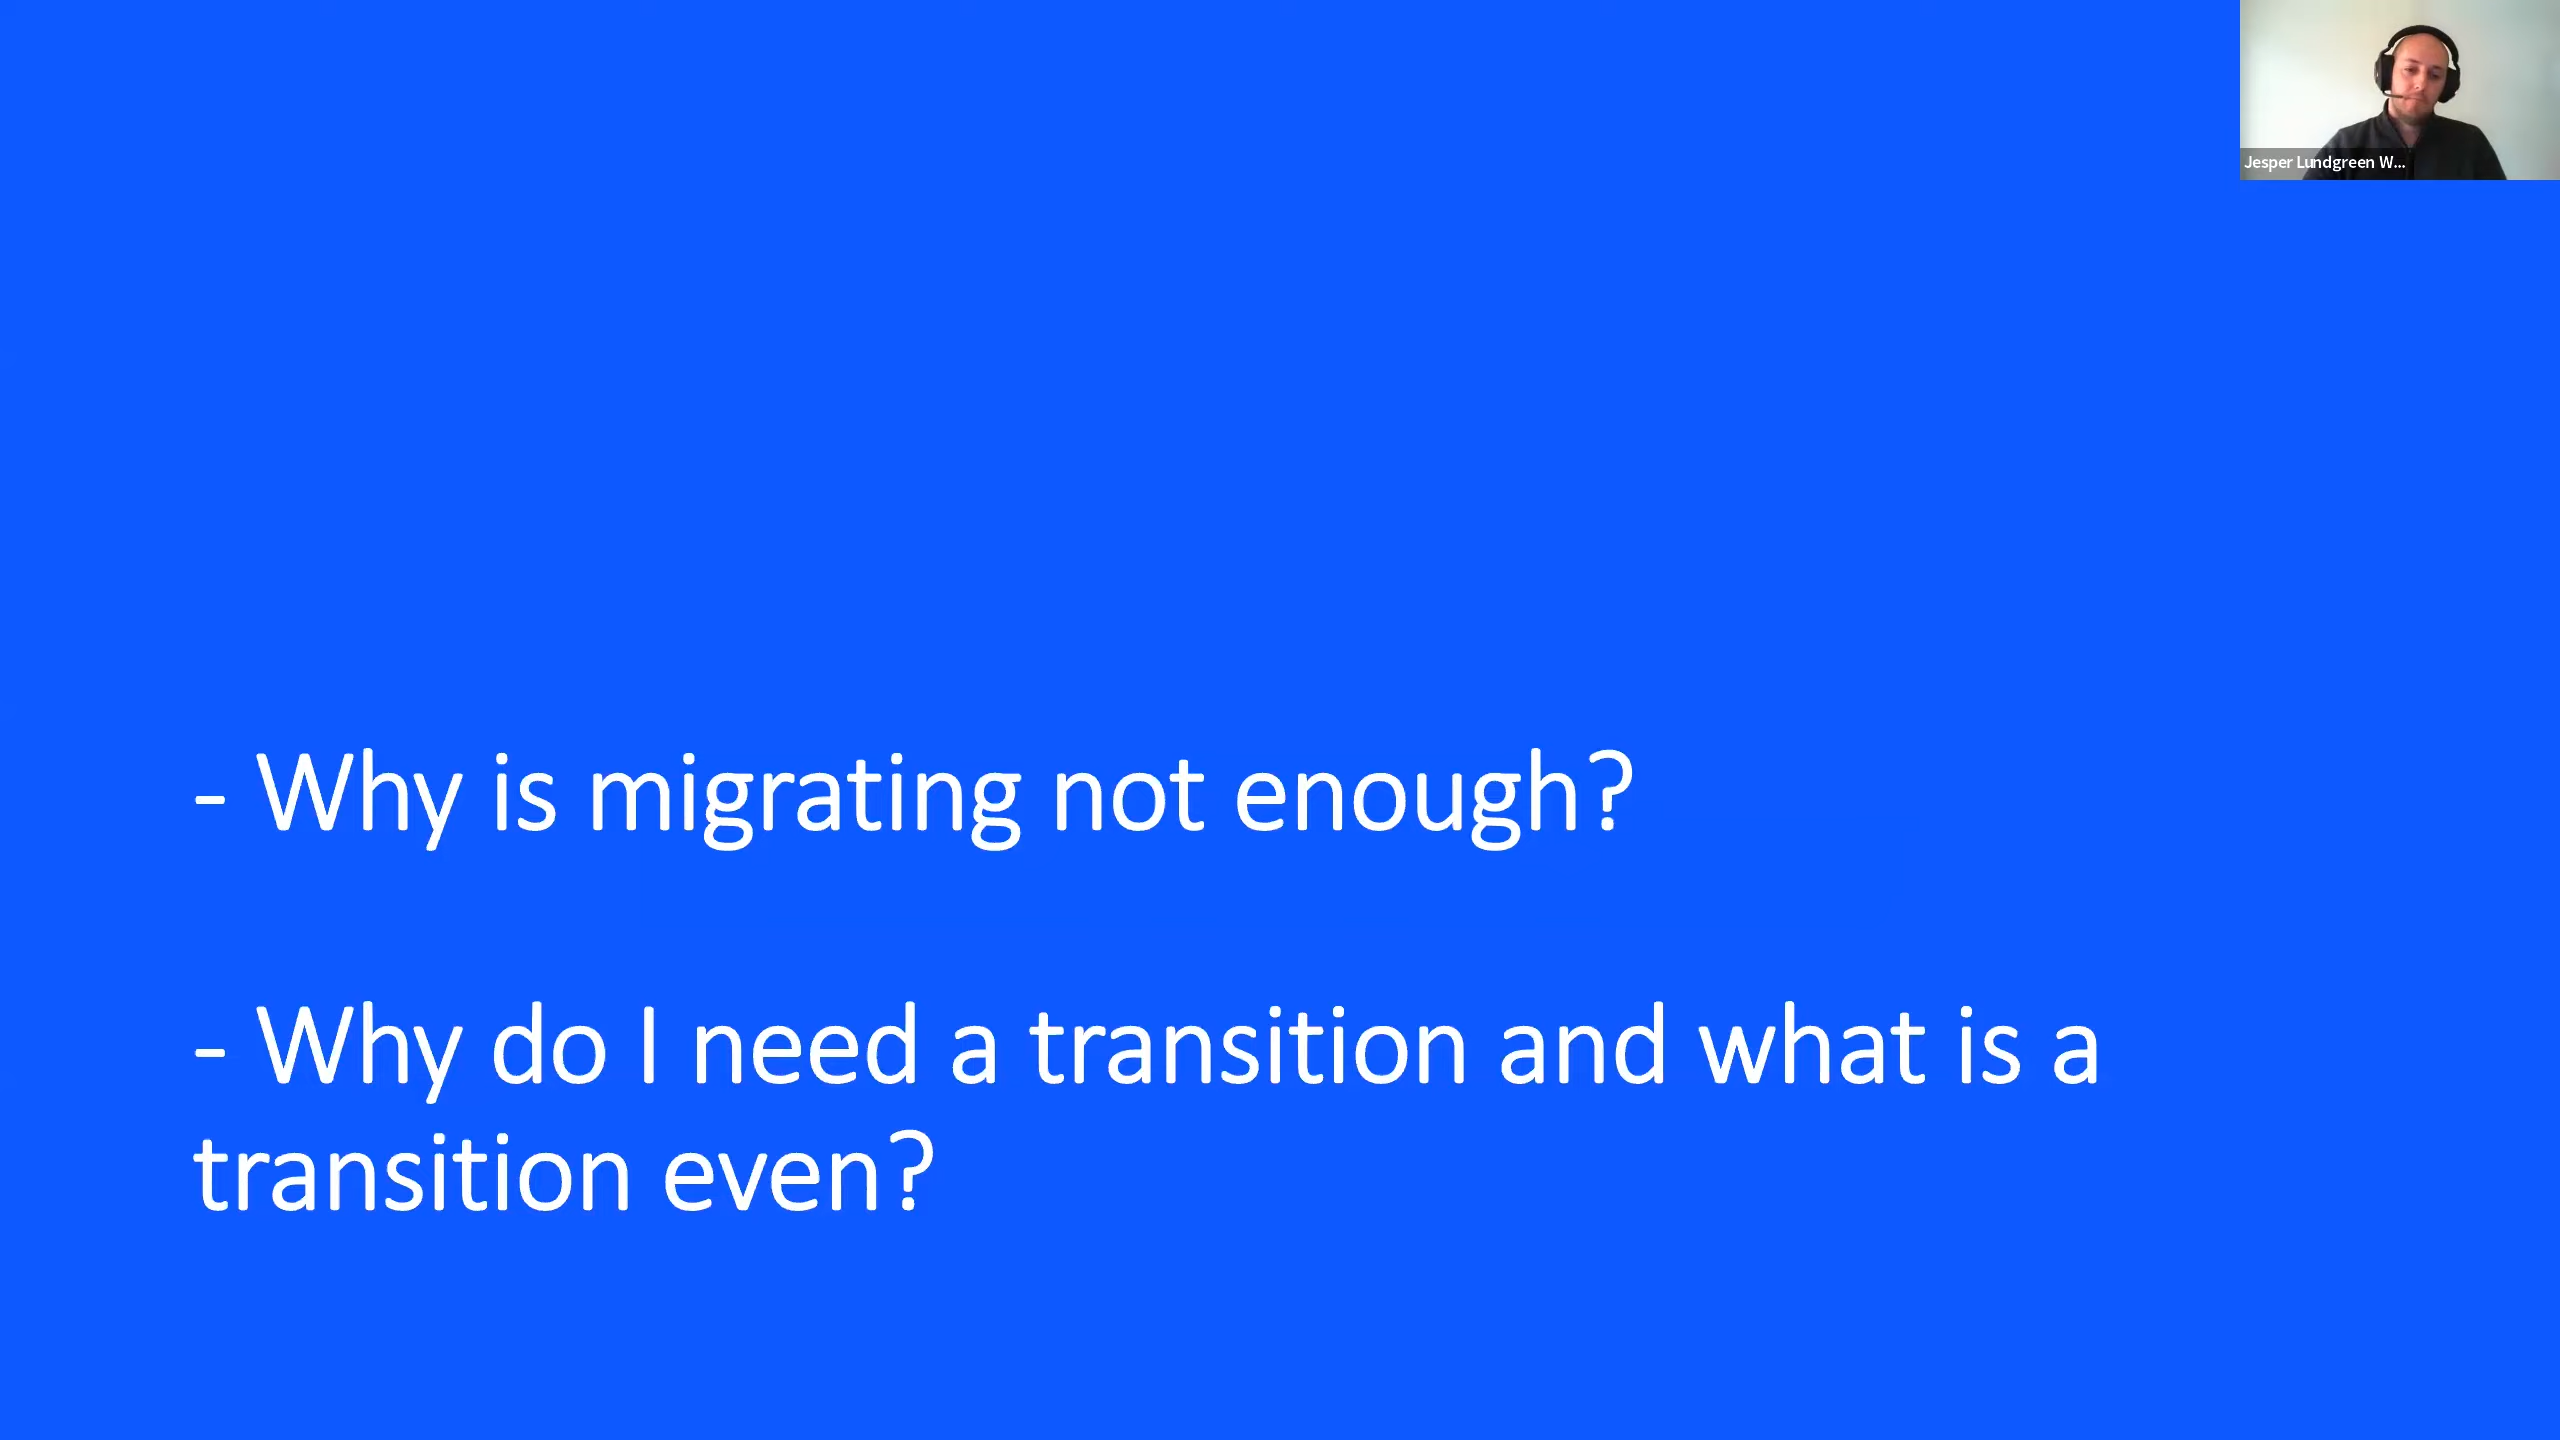 Jesper Lundgreen W...
- Why is migrating not enough?
- Why do I need a transition and what is a
transition even?